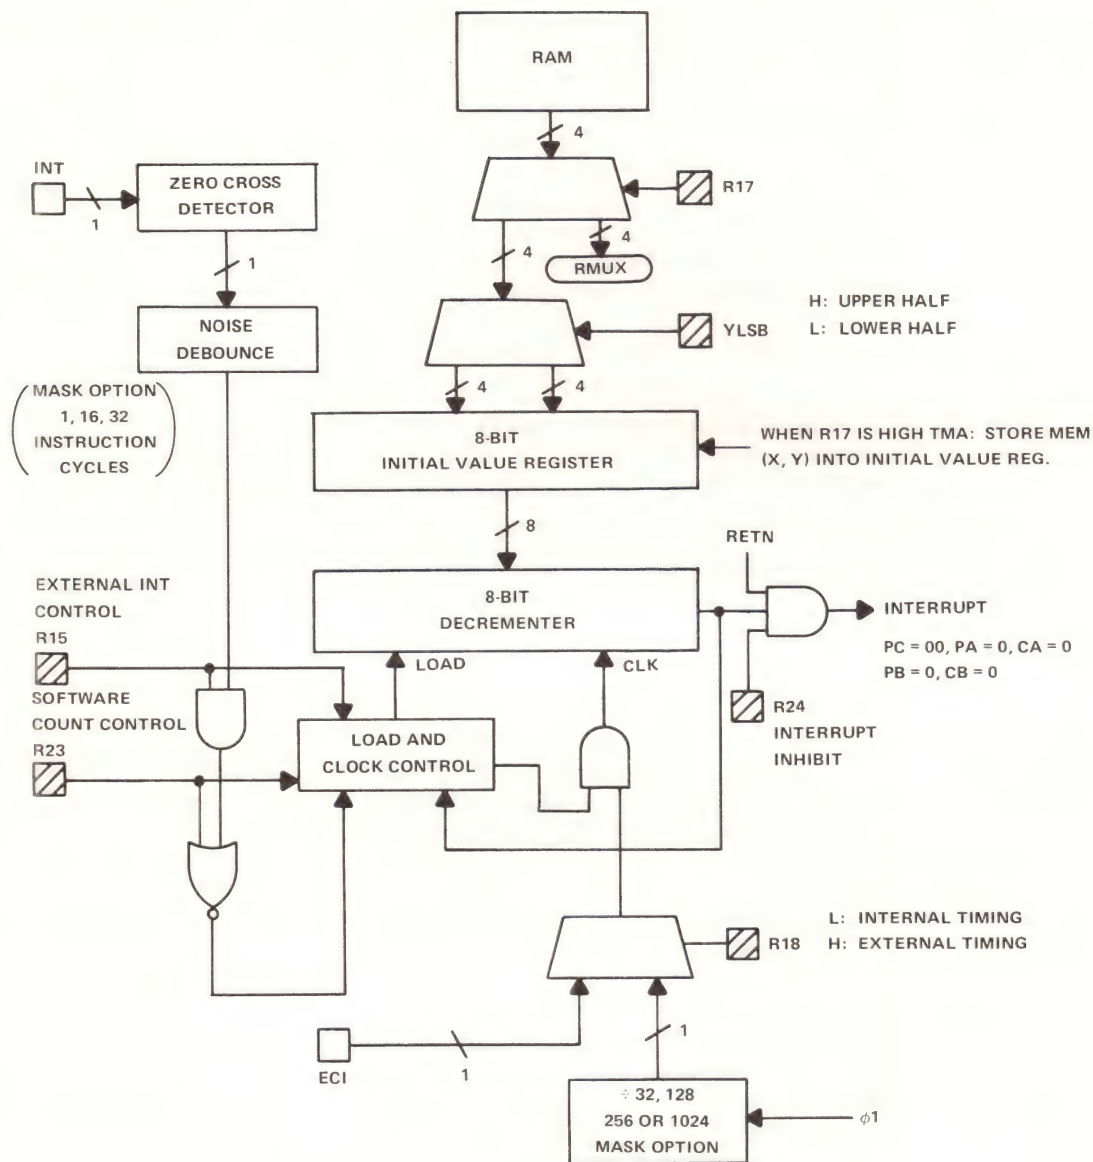 RAM
4
INT
1
ZERO CROSS
DETECTOR
R17
4
4
RMUX
1
NOISE
DEBOUNCE
YLSB
H: UPPER HALF
L: LOWER HALF
4
4
(MASK OPTION
1, 16, 32
INSTRUCTION
CYCLES)
8-BIT
INITIAL VALUE REGISTER
WHEN R17 IS HIGH TMA: STORE MEM
(X, Y) INTO INITIAL VALUE REG.
8
RETN
EXTERNAL INT
CONTROL
R15
8-BIT
DECREMENTER
INTERRUPT
PC = 00, PA = 0, CA = 0
PB = 0, CB = 0
LOAD
CLK
SOFTWARE
COUNT CONTROL
R23
LOAD AND
CLOCK CONTROL
R24
INTERRUPT
INHIBIT
R18
L: INTERNAL TIMING
H: EXTERNAL TIMING
1
ECI
1
÷ 32, 128
256 OR 1024
MASK OPTION
ϕ1